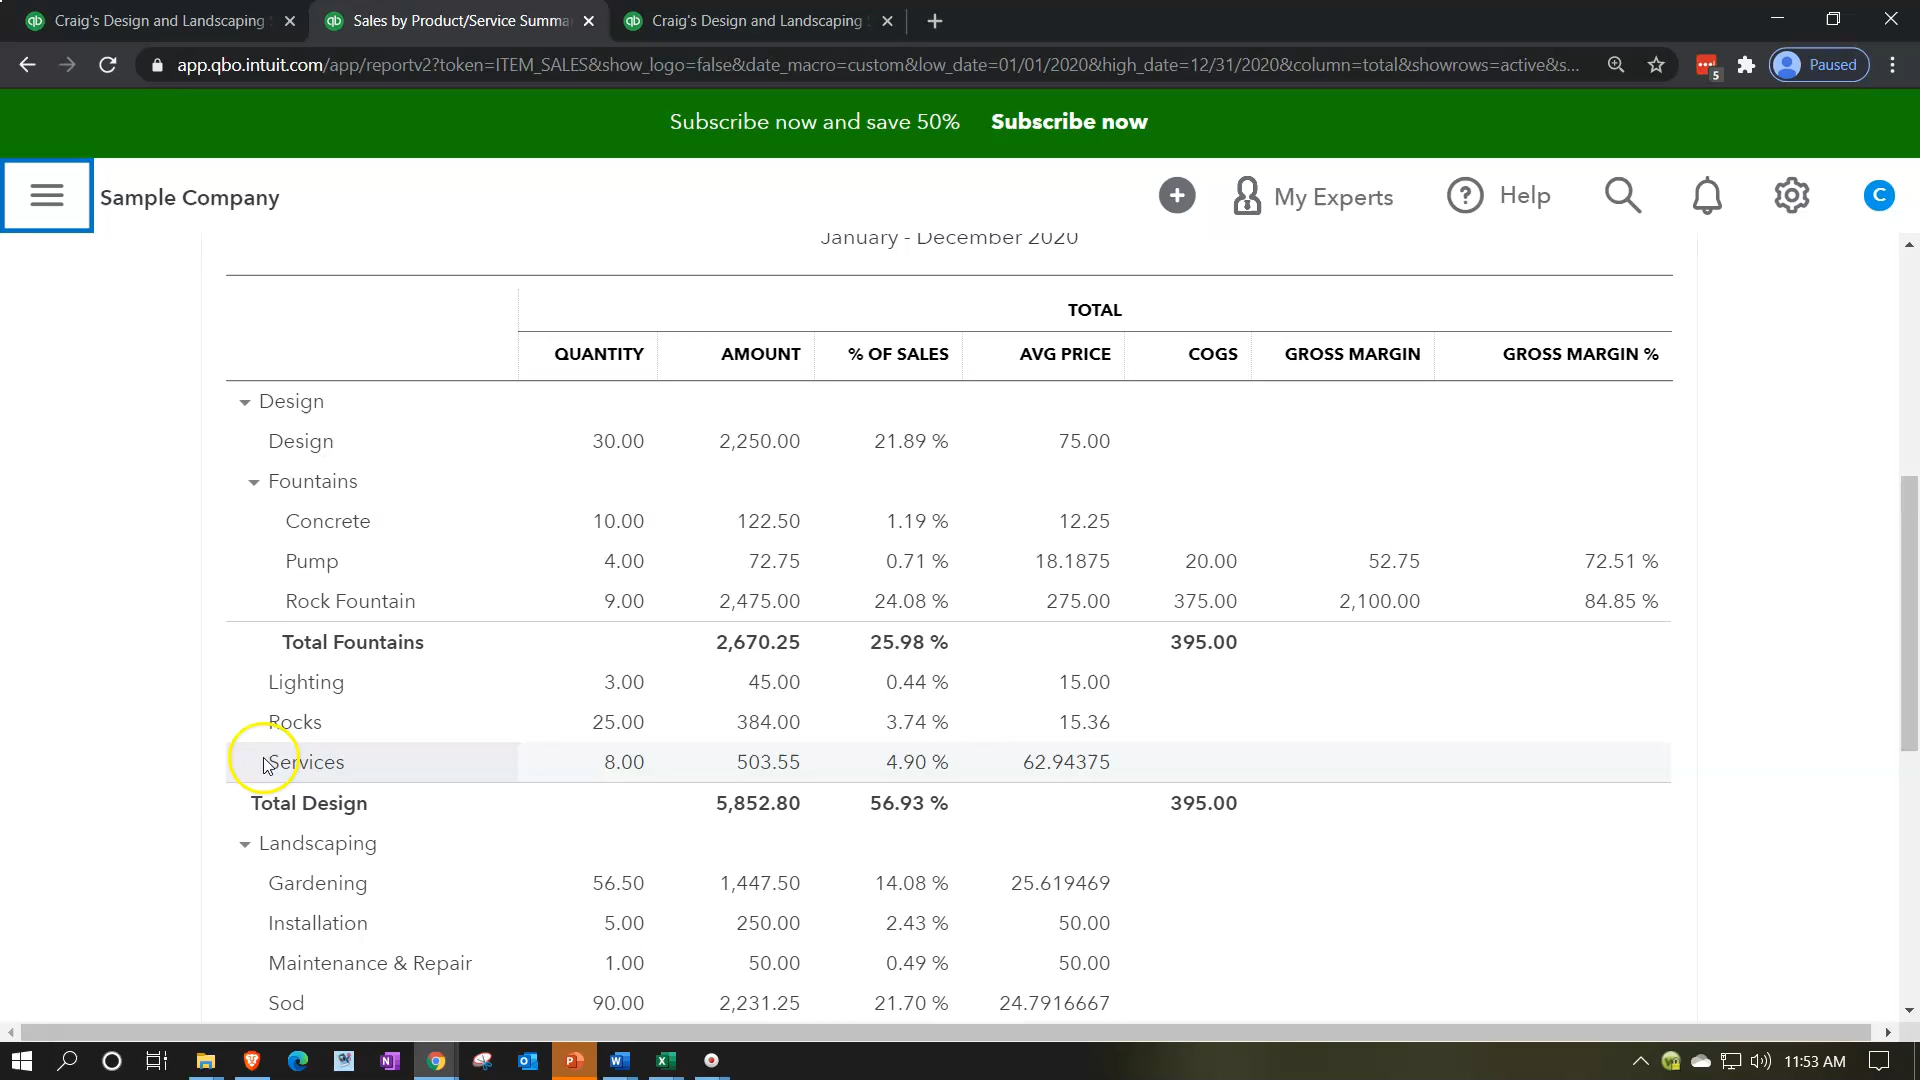 Craig's Design and Landscaping
Sales by Product/Service Summa
Craig's Design and Landscaping
app.qbo.intuit.com/app/reportv2?token=ITEM_SALES&show_logo=false&date_macro=custom&low_date=01/01/2020&high_date=12/31/2020&column=total&showrows=active&s...
5
Paused
Subscribe now and save 50% Subscribe now
Sample Company
My Experts
Help
C
January - December 2020
TOTAL
QUANTITY AMOUNT % OF SALES AVG PRICE COGS GROSS MARGIN GROSS MARGIN %
Design
Design 30.00 2,250.00 21.89 % 75.00
Fountains
Concrete 10.00 122.50 1.19 % 12.25
Pump 4.00 72.75 0.71 % 18.1875 20.00 52.75 72.51 %
Rock Fountain 9.00 2,475.00 24.08 % 275.00 375.00 2,100.00 84.85 %
Total Fountains 2,670.25 25.98 % 395.00
Lighting 3.00 45.00 0.44 % 15.00
Rocks 25.00 384.00 3.74 % 15.36
Services 8.00 503.55 4.90 % 62.94375
Total Design 5,852.80 56.93 % 395.00
Landscaping
Gardening 56.50 1,447.50 14.08 % 25.619469
Installation 5.00 250.00 2.43 % 50.00
Maintenance & Repair 1.00 50.00 0.49 % 50.00
Sod 90.00 2,231.25 21.70 % 24.7916667
11:53 AM